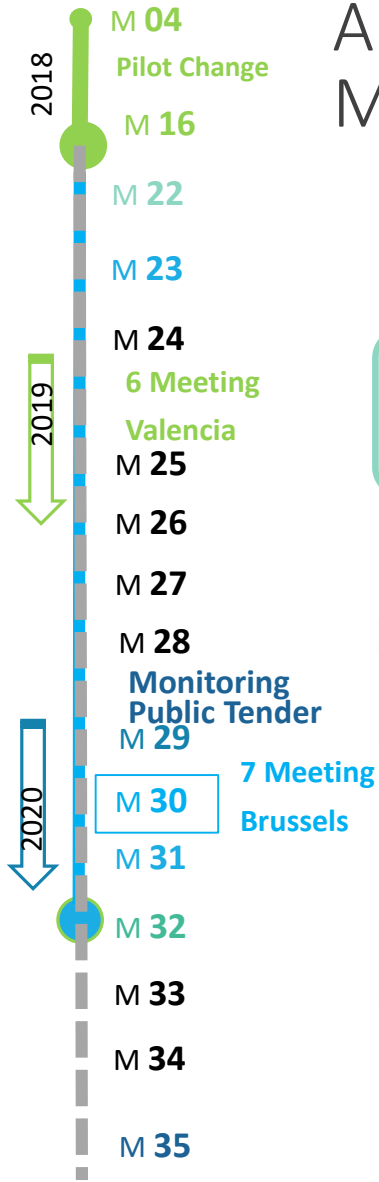 A
M
2018
M 04
Pilot Change
M 16
M 22
M 23
M 24
2019
6 Meeting
Valencia
M 25
M 26
M 27
M 28
Monitoring
Public Tender
M 29
2020
M 30
7 Meeting
Brussels
M 31
M 32
M 33
M 34
M 35